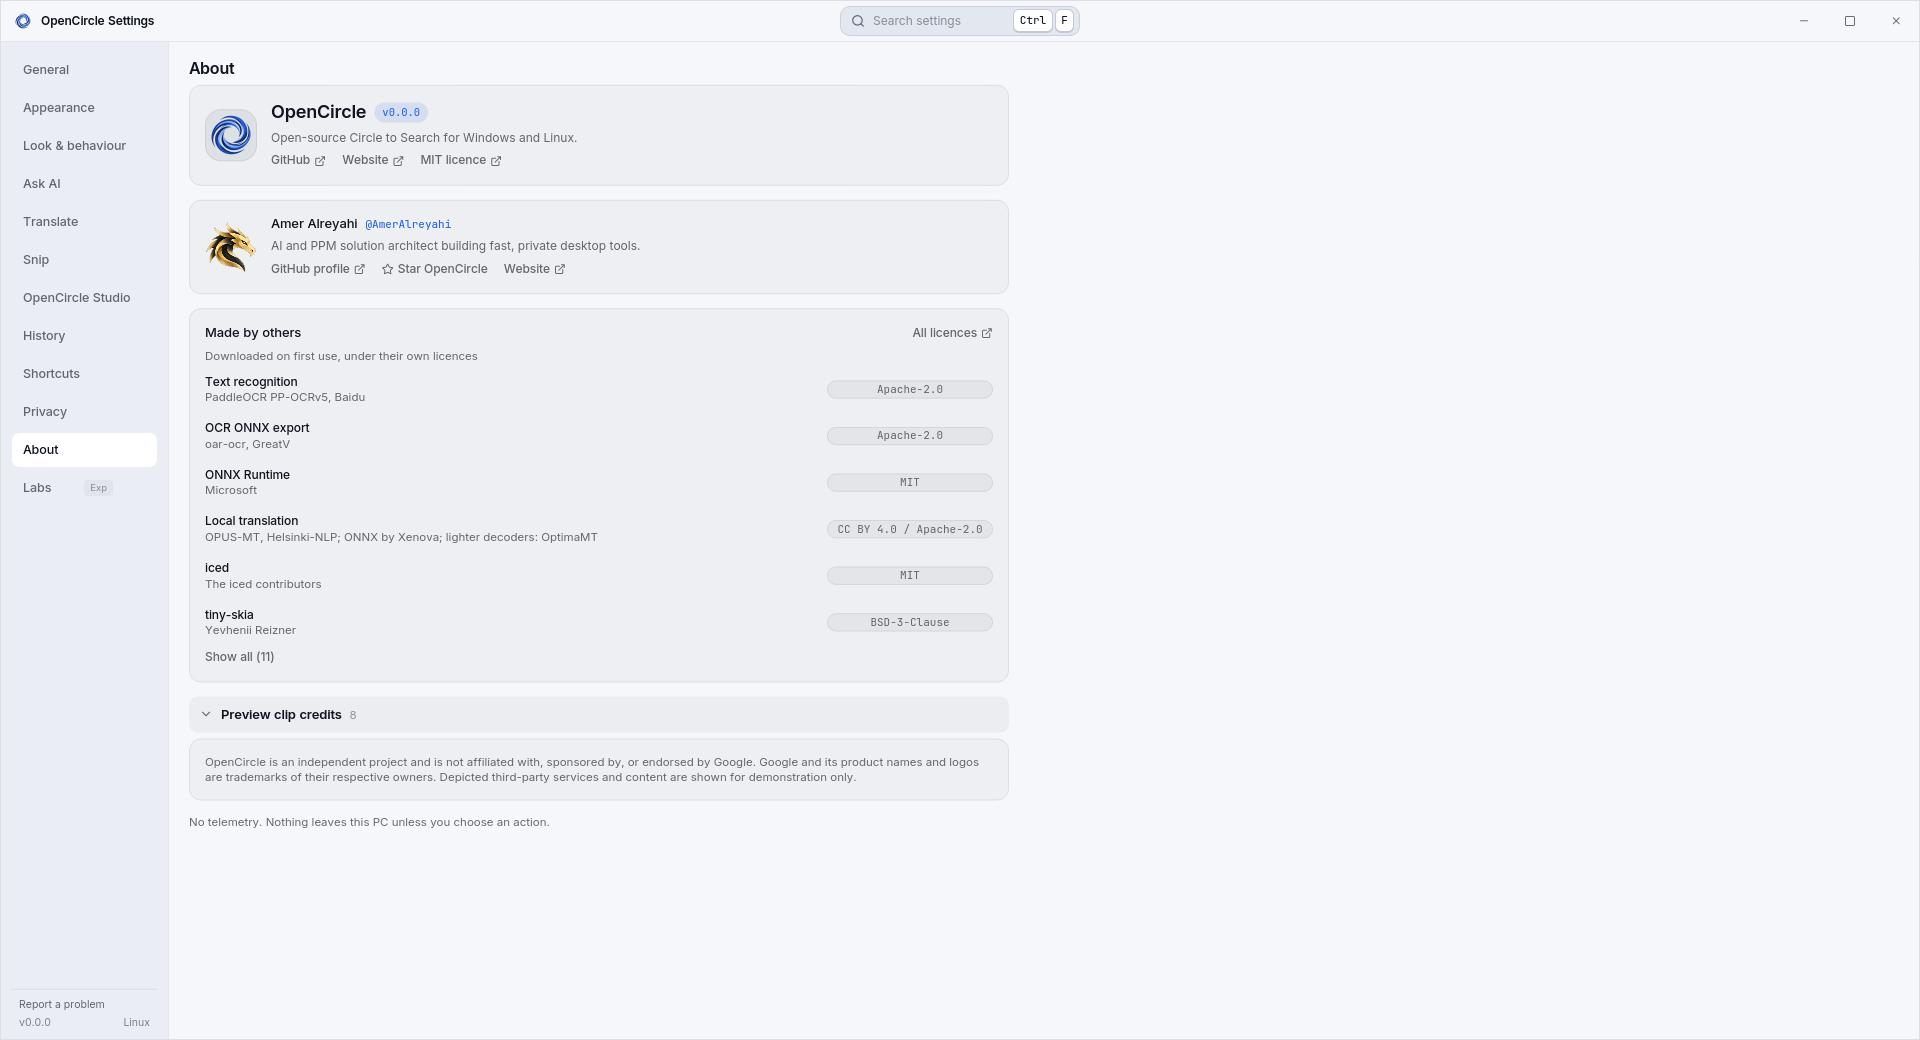 OpenCircle Settings
Search settings
Ctrl F
General
Appearance
Look & behaviour
Ask AI
Translate
Snip
OpenCircle Studio
History
Shortcuts
Privacy
About
Labs Exp
Report a problem
v0.0.0 Linux
About
OpenCircle v0.0.0
Open-source Circle to Search for Windows and Linux.
GitHub Website MIT licence
Amer Alreyahi @AmerAlreyahi
AI and PPM solution architect building fast, private desktop tools.
GitHub profile Star OpenCircle Website
Made by others All licences
Downloaded on first use, under their own licences
Text recognition
PaddleOCR PP-OCRv5, Baidu
Apache-2.0
OCR ONNX export
oar-ocr, GreatV
Apache-2.0
ONNX Runtime
Microsoft
MIT
Local translation
OPUS-MT, Helsinki-NLP; ONNX by Xenova; lighter decoders: OptimaMT
CC BY 4.0 / Apache-2.0
iced
The iced contributors
MIT
tiny-skia
Yevhenii Reizner
BSD-3-Clause
Show all (11)
Preview clip credits 8
OpenCircle is an independent project and is not affiliated with, sponsored by, or endorsed by Google. Google and its product names and logos
are trademarks of their respective owners. Depicted third-party services and content are shown for demonstration only.
No telemetry. Nothing leaves this PC unless you choose an action.